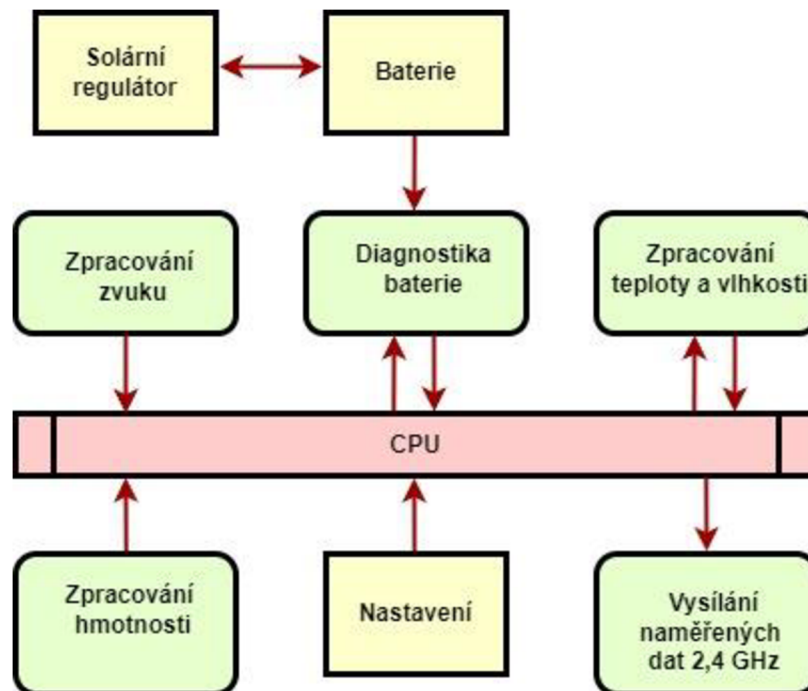 Solární
regulátor
Baterie
Zpracování
zvuku
Diagnostika
baterie
Zpracování
teploty a vlhkosti
CPU
Zpracování
hmotnosti
Nastavení
Vysílání
naměřených
dat 2,4 GHz